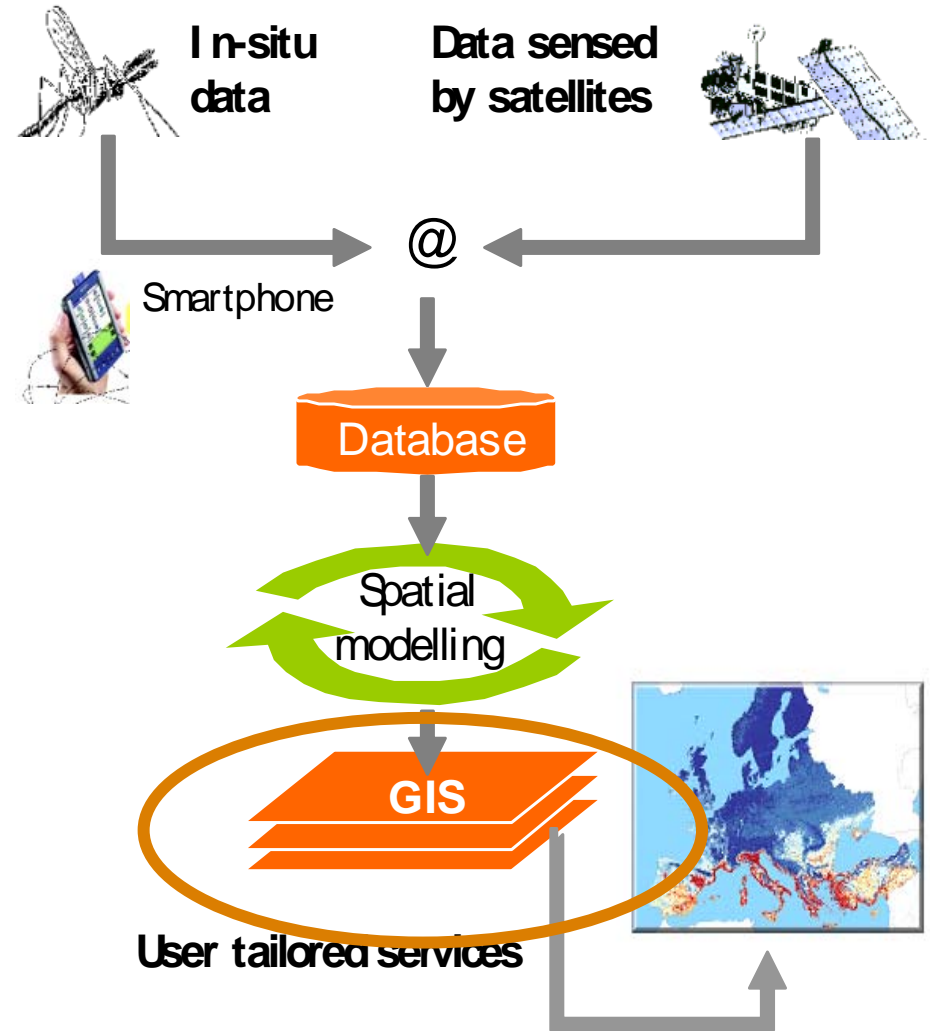 In-situ
data
Data sensed
by satellites
@
Smartphone
Database
Spatial
modelling
GIS
User tailored services